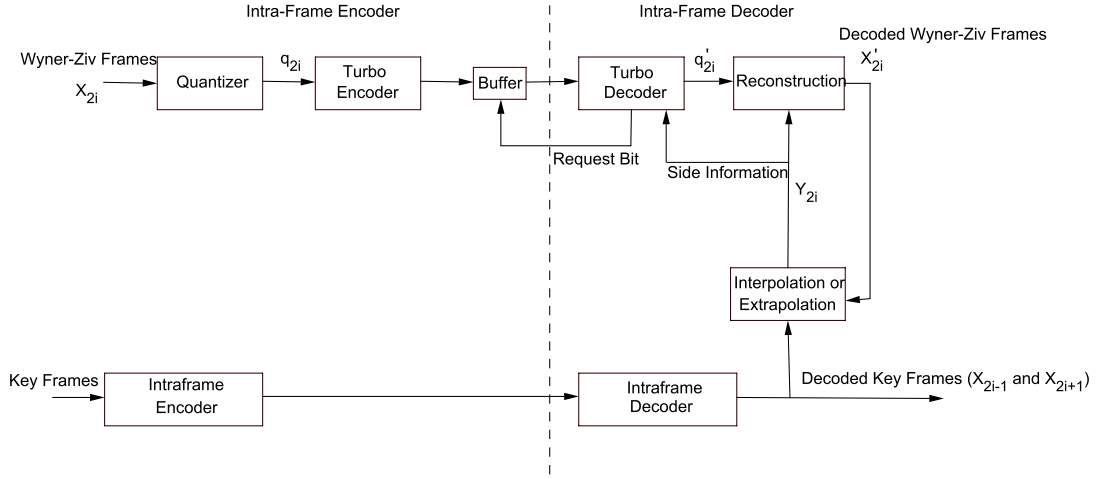 Intra-Frame Encoder
Intra-Frame Decoder
Decoded Wyner-Ziv Frames
Wyner-Ziv Frames
X2i
Quantizer
q2i
Turbo
Encoder
Buffer
Turbo
Decoder
q'2i
Reconstruction
X'2i
Request Bit
Side Information
Y2i
Interpolation or
Extrapolation
Key Frames
Intraframe
Encoder
Intraframe
Decoder
Decoded Key Frames (X2i-1 and X2i+1)